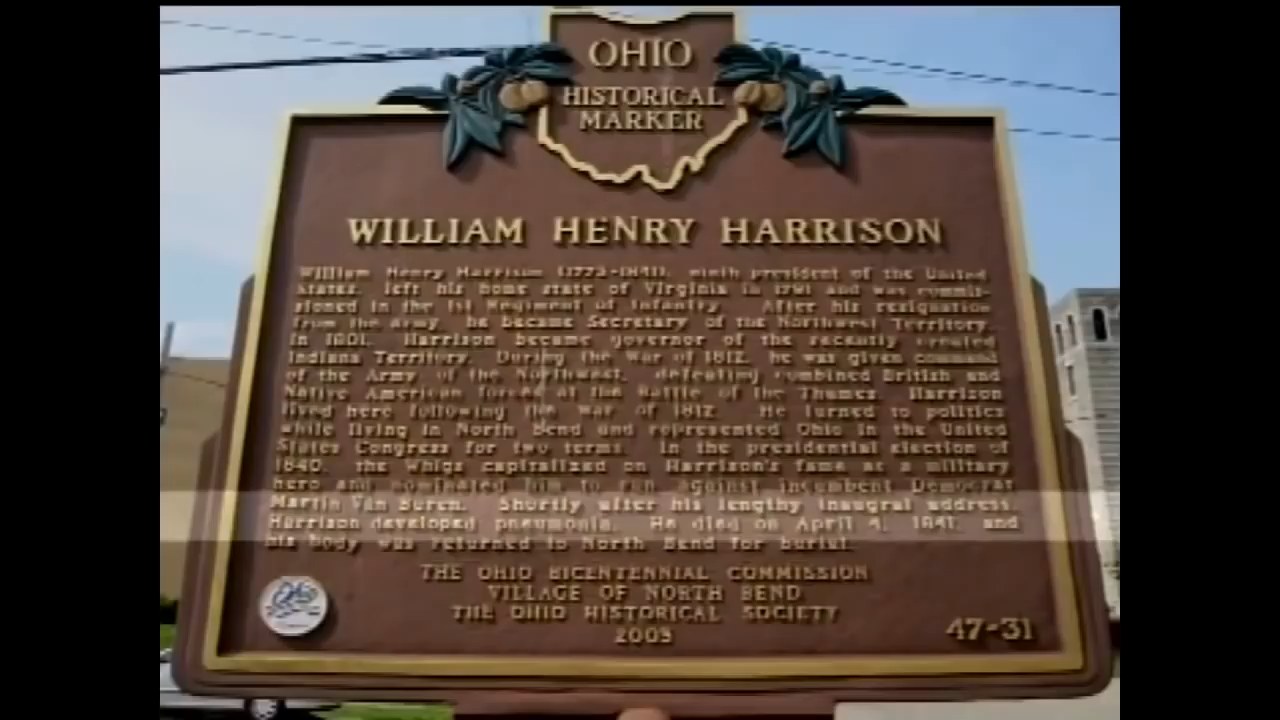 OHIO
HISTORICAL
MARKER
WILLIAM HENRY HARRISON
William Henry Harrison (1773-1841), ninth president of the United
States, left his home state of Virginia in 1791 and was commis-
sioned in the 1st Regiment of Infantry. After his resignation
from the Army, he became Secretary of the Northwest Territory.
In 1801, Harrison became governor of the recently created
Indiana Territory. During the War of 1812, he was given command
of the Army of the Northwest, defeating combined British and
Native American forces at the Battle of the Thames. Harrison
lived here following the War of 1812. He turned to politics
while living in North Bend and represented Ohio in the United
States Congress for two terms. In the presidential election of
1840, the Whigs capitalized on Harrison's fame as a military
hero and nominated him to run against incumbent Democrat
Martin Van Buren. Shortly after his lengthy inaugural address,
Harrison developed pneumonia. He died on April 4, 1841, and
his body was returned to North Bend for burial.
THE OHIO BICENTENNIAL COMMISSION
VILLAGE OF NORTH BEND
THE OHIO HISTORICAL SOCIETY
2003
47-31